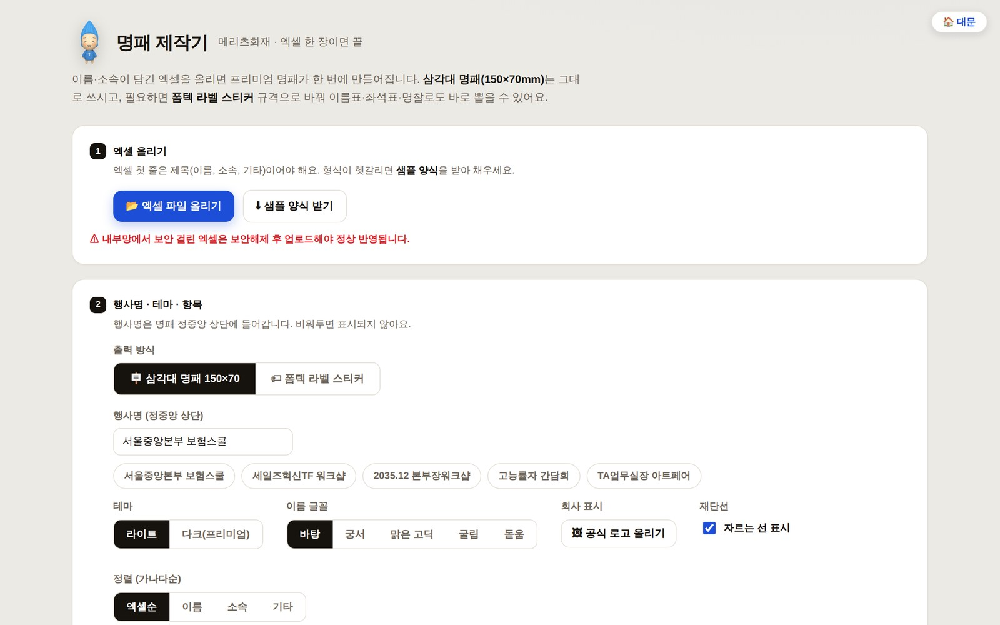 🏠 대문
명패 제작기 메리츠화재 · 엑셀 한 장이면 끝
이름·소속이 담긴 엑셀을 올리면 프리미엄 명패가 한 번에 만들어집니다. 삼각대 명패(150×70mm)는 그대
로 쓰시고, 필요하면 폼텍 라벨 스티커 규격으로 바꿔 이름표·좌석표·명찰로도 바로 뽑을 수 있어요.
1 엑셀 올리기
엑셀 첫 줄은 제목(이름, 소속, 기타)이어야 해요. 형식이 헷갈리면 샘플 양식을 받아 채우세요.
📂 엑셀 파일 올리기 ⬇ 샘플 양식 받기
⚠ 내부망에서 보안 걸린 엑셀은 보안해제 후 업로드해야 정상 반영됩니다.
2 행사명 · 테마 · 항목
행사명은 명패 정중앙 상단에 들어갑니다. 비워두면 표시되지 않아요.
출력 방식
🪧 삼각대 명패 150×70 🏷 폼텍 라벨 스티커
행사명 (정중앙 상단)
서울중앙본부 보험스쿨
서울중앙본부 보험스쿨 세일즈혁신TF 워크샵 2035.12 본부장워크샵 고능률자 간담회 TA업무실장 아트페어
테마 이름 글꼴 회사 표시 재단선
라이트 다크(프리미엄) 바탕 궁서 맑은 고딕 굴림 돋움 🖼 공식 로고 올리기 자르는 선 표시
정렬 (가나다순)
엑셀순 이름 소속 기타